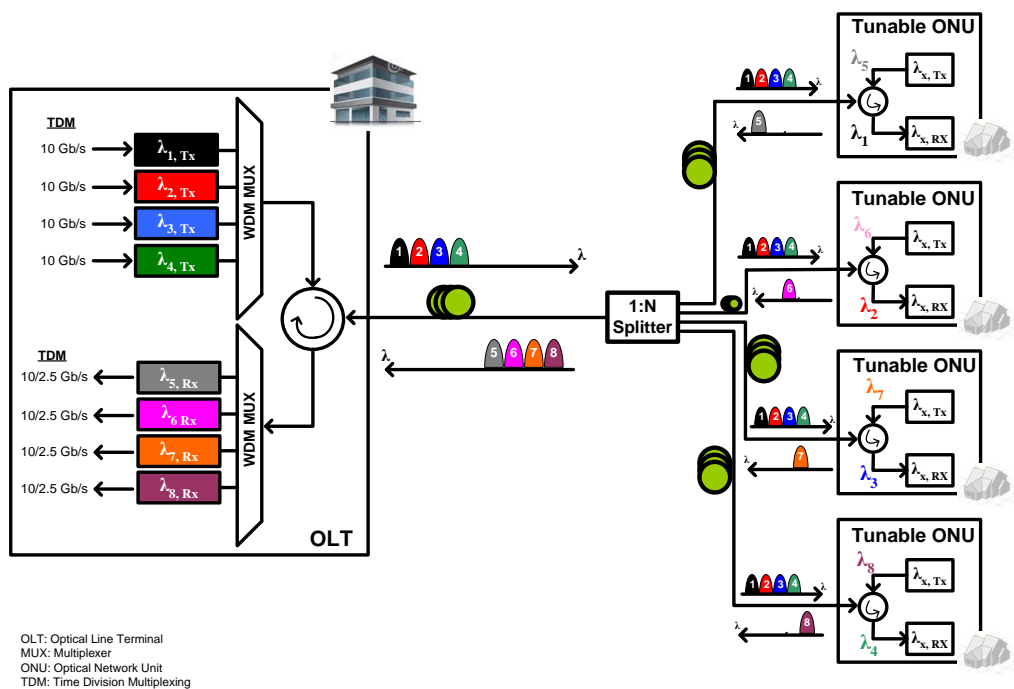 TDM
10 Gb/s
λ1, Tx
10 Gb/s
λ2, Tx
10 Gb/s
λ3, Tx
10 Gb/s
λ4, Tx
WDM MUX
TDM
10/2.5 Gb/s
λ5, Rx
10/2.5 Gb/s
λ6 Rx
10/2.5 Gb/s
λ7, Rx
10/2.5 Gb/s
λ8, Rx
WDM MUX
OLT
1 2 3 4
λ
λ
5 6 7 8
1:N
Splitter
1 2 3 4 λ
λ 5
Tunable ONU
λ5
λx, Tx
λ1
λx, RX
1 2 3 4 λ
λ 6
Tunable ONU
λ6
λx, Tx
λ2
λx, RX
1 2 3 4 λ
λ 7
Tunable ONU
λ7
λx, Tx
λ3
λx, RX
1 2 3 4 λ
λ 8
Tunable ONU
λ8
λx, Tx
λ4
λx, RX
OLT: Optical Line Terminal
MUX: Multiplexer
ONU: Optical Network Unit
TDM: Time Division Multiplexing